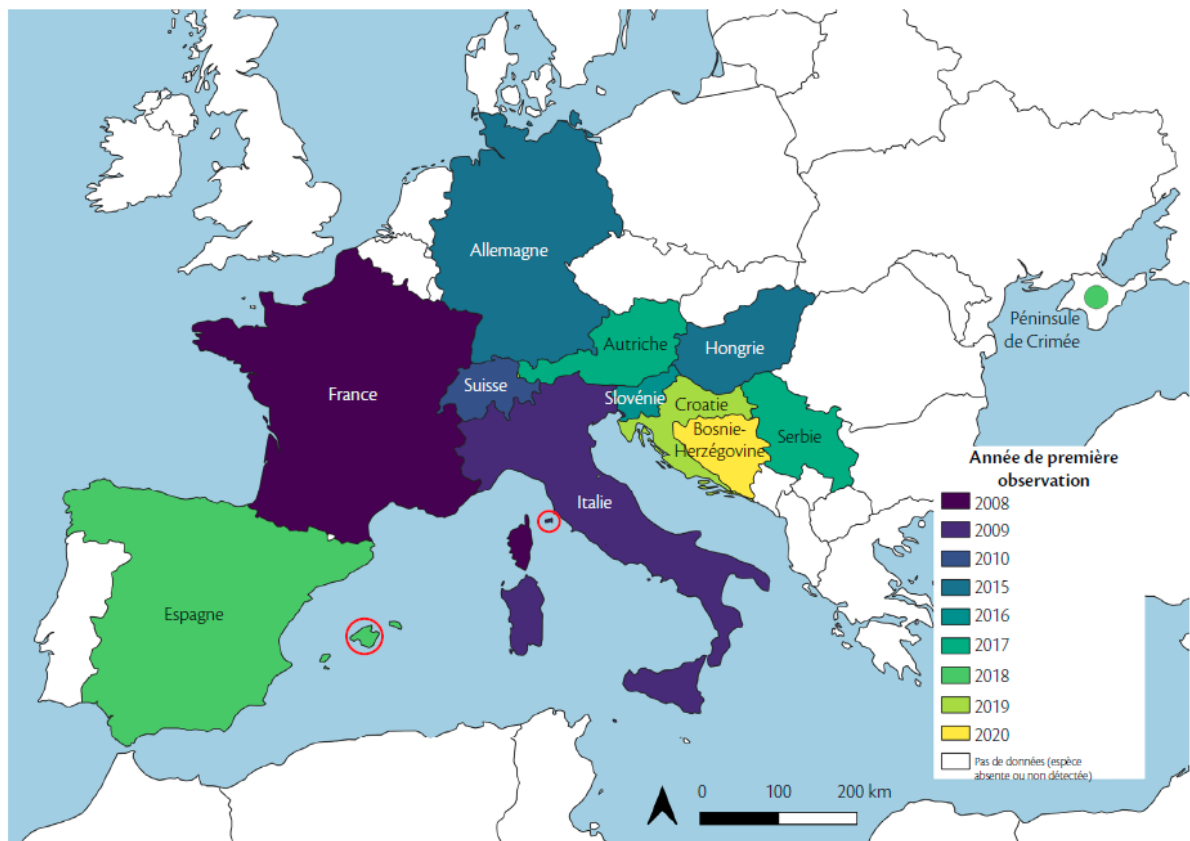 Allemagne
Péninsule
de Crimée
Autriche
Hongrie
Suisse
France
Slovénie
Croatie
Bosnie-
Herzégovine
Serbie
Italie
Espagne
Année de première
observation
2008
2009
2010
2015
2016
2017
2018
2019
2020
Pas de données (espèce
absente ou non détectée)
0 100 200 km